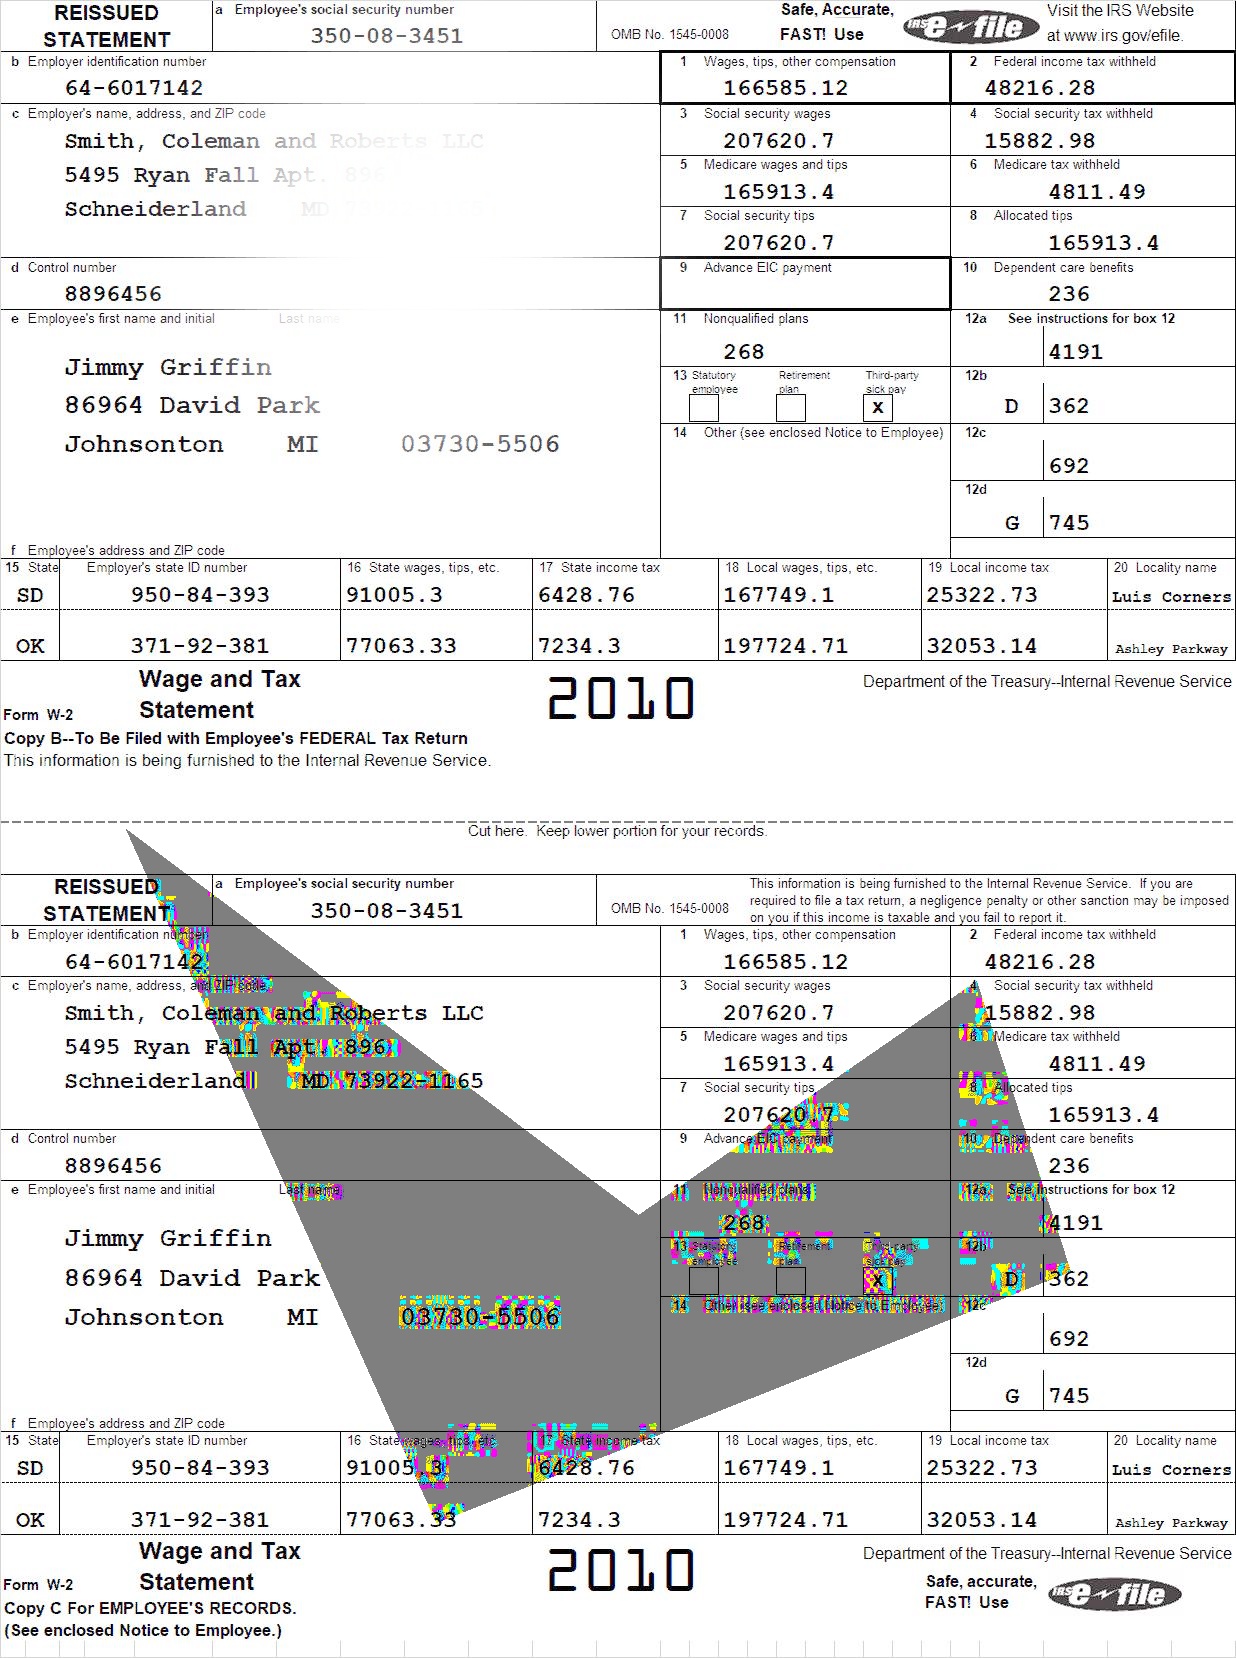 REISSUED STATEMENT
a Employee's social security number
350-08-3451
OMB No. 1545-0008
Safe, Accurate, FAST! Use
IRS e-file
Visit the IRS Website at www.irs.gov/efile.
b Employer identification number
64-6017142
1 Wages, tips, other compensation
166585.12
2 Federal income tax withheld
48216.28
c Employer's name, address, and ZIP code
Smith, Coleman and Roberts LLC
5495 Ryan Fall Apt. 896
Schneiderland MD 73922-1165
3 Social security wages
207620.7
4 Social security tax withheld
15882.98
5 Medicare wages and tips
165913.4
6 Medicare tax withheld
4811.49
7 Social security tips
207620.7
8 Allocated tips
165913.4
d Control number
8896456
9 Advance EIC payment
10 Dependent care benefits
236
e Employee's first name and initial Last name
Jimmy Griffin
86964 David Park
Johnsonton MI 03730-5506
11 Nonqualified plans
268
12a See instructions for box 12
4191
13 Statutory employee Retirement plan Third-party sick pay
X
12b
D 362
14 Other (see enclosed Notice to Employee)
12c
692
12d
G 745
f Employee's address and ZIP code
15 State Employer's state ID number 16 State wages, tips, etc. 17 State income tax 18 Local wages, tips, etc. 19 Local income tax 20 Locality name
SD 950-84-393 91005.3 6428.76 167749.1 25322.73 Luis Corners
OK 371-92-381 77063.33 7234.3 197724.71 32053.14 Ashley Parkway
Form W-2 Wage and Tax Statement
2010
Department of the Treasury--Internal Revenue Service
Copy B--To Be Filed with Employee's FEDERAL Tax Return
This information is being furnished to the Internal Revenue Service.
Cut here. Keep lower portion for your records.
REISSUED STATEMENT
a Employee's social security number
350-08-3451
OMB No. 1545-0008
This information is being furnished to the Internal Revenue Service. If you are
required to file a tax return, a negligence penalty or other sanction may be imposed
on you if this income is taxable and you fail to report it.
b Employer identification number
64-6017142
1 Wages, tips, other compensation
166585.12
2 Federal income tax withheld
48216.28
c Employer's name, address, and ZIP code
Smith, Coleman and Roberts LLC
5495 Ryan Fall Apt. 896
Schneiderland MD 73922-1165
3 Social security wages
207620.7
4 Social security tax withheld
15882.98
5 Medicare wages and tips
165913.4
6 Medicare tax withheld
4811.49
7 Social security tips
207620.7
8 Allocated tips
165913.4
d Control number
8896456
9 Advance EIC payment
10 Dependent care benefits
236
e Employee's first name and initial Last name
Jimmy Griffin
86964 David Park
Johnsonton MI 03730-5506
11 Nonqualified plans
268
12a See instructions for box 12
4191
13 Statutory employee Retirement plan Third-party sick pay
X
12b
D 362
14 Other (see enclosed Notice to Employee)
12c
692
12d
G 745
f Employee's address and ZIP code
15 State Employer's state ID number 16 State wages, tips, etc. 17 State income tax 18 Local wages, tips, etc. 19 Local income tax 20 Locality name
SD 950-84-393 91005.3 6428.76 167749.1 25322.73 Luis Corners
OK 371-92-381 77063.33 7234.3 197724.71 32053.14 Ashley Parkway
Form W-2 Wage and Tax Statement
2010
Department of the Treasury--Internal Revenue Service
Copy C For EMPLOYEE'S RECORDS.
(See enclosed Notice to Employee.)
Safe, accurate, FAST! Use
IRS e-file